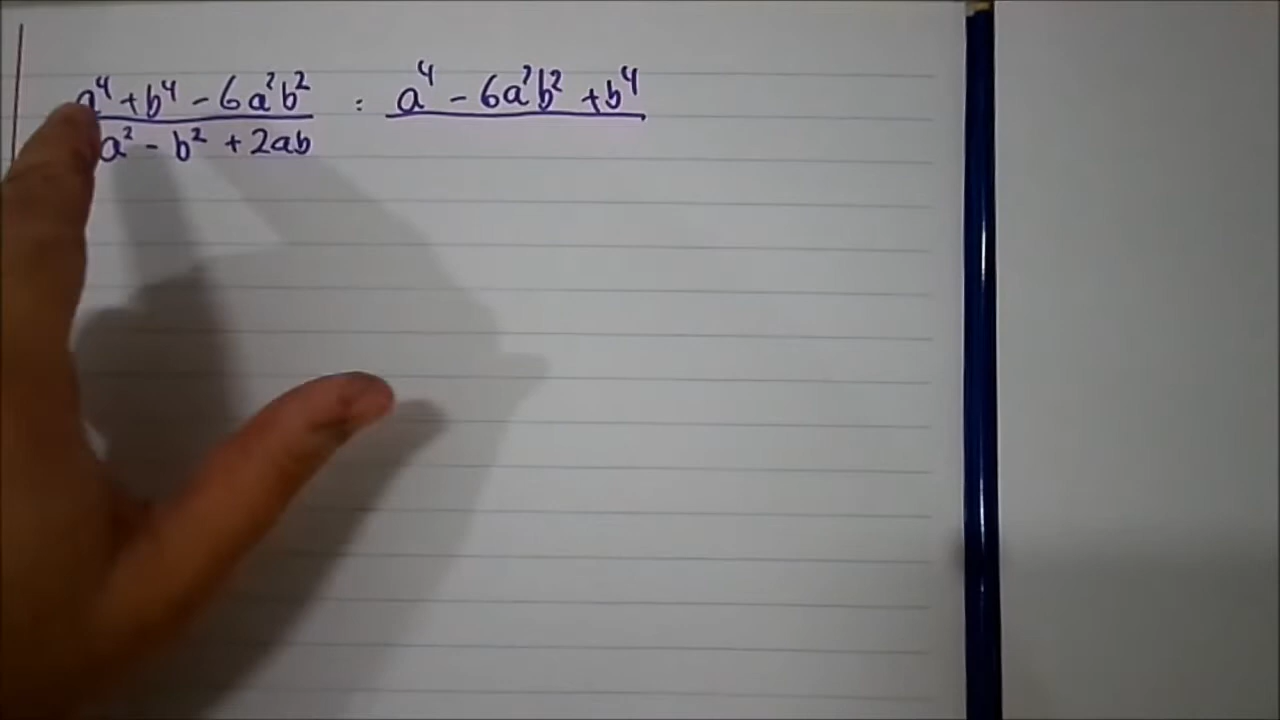 a⁴ + b⁴ - 6a²b² = a⁴ - 6a²b² + b⁴
a² - b² + 2ab